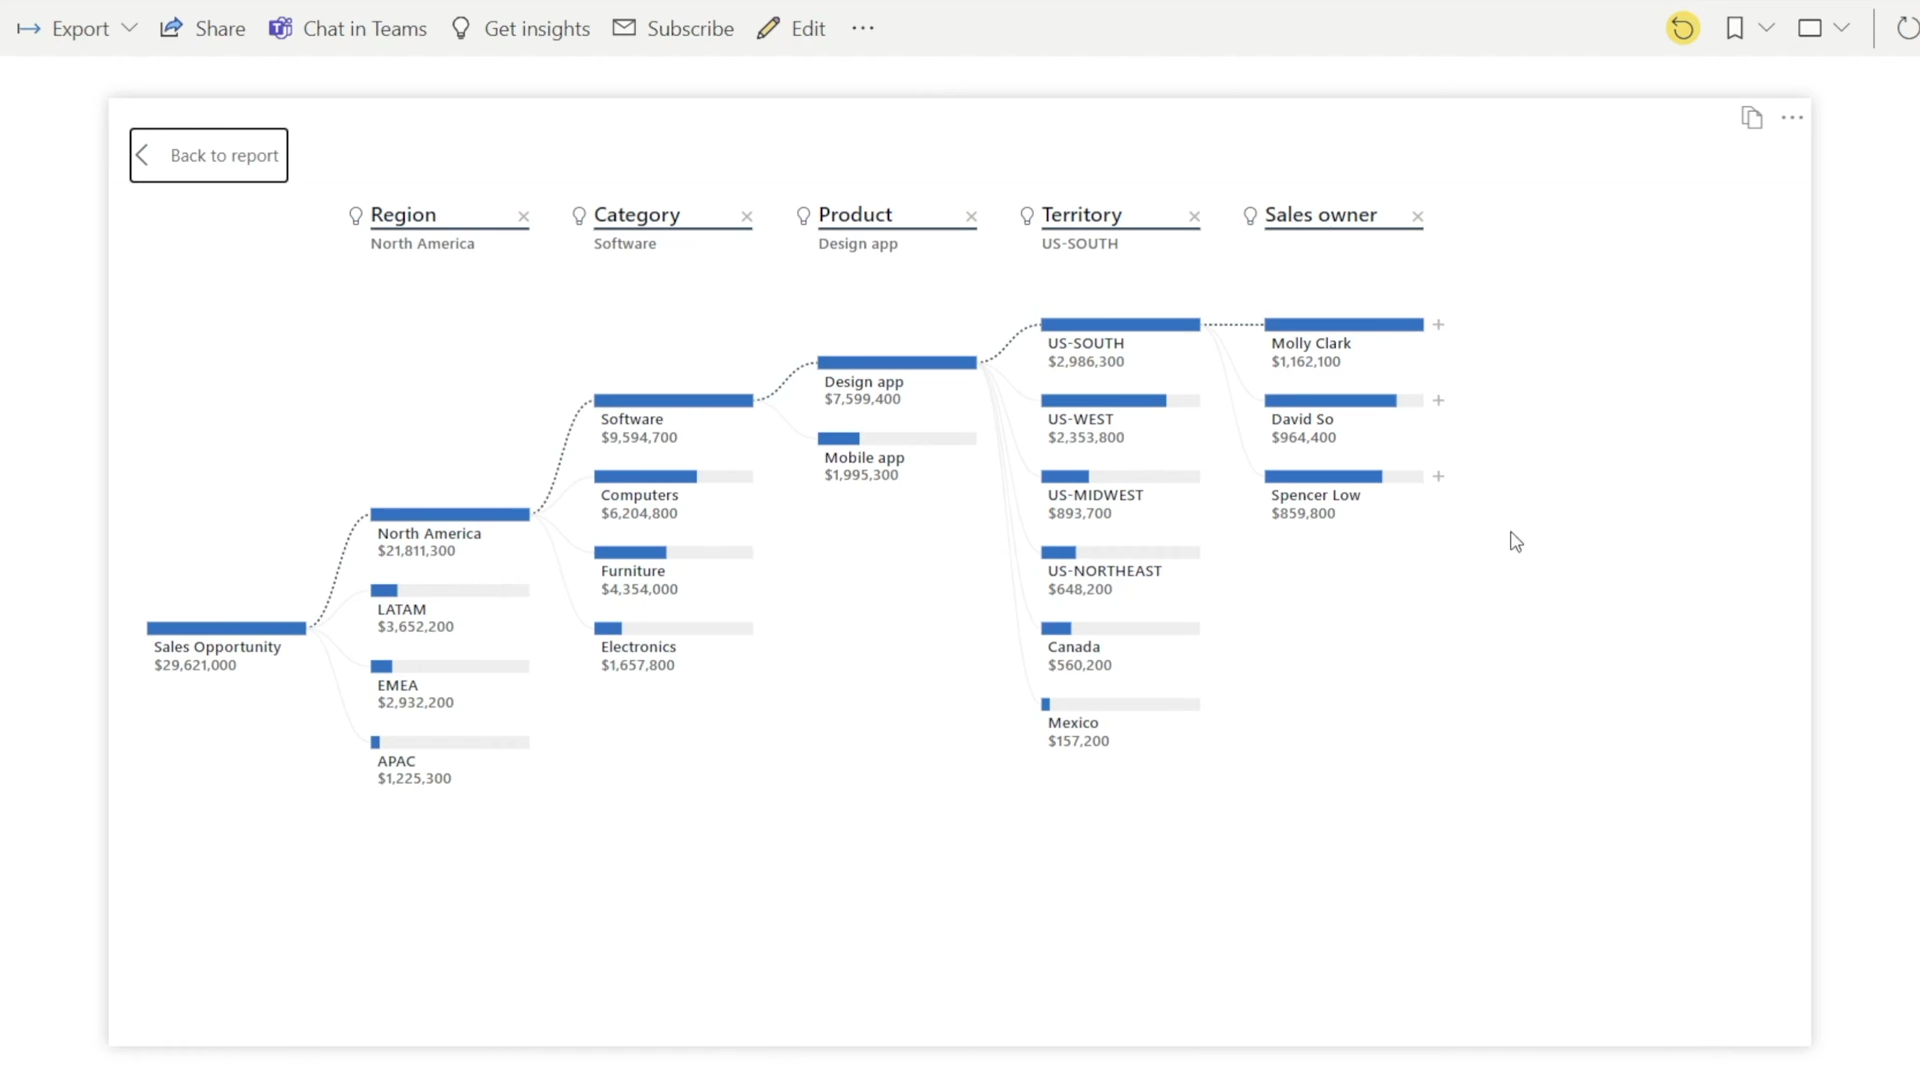 Export Share Chat in Teams Get insights Subscribe Edit
Back to report
Region Category Product Territory Sales owner
North America Software Design app US-SOUTH
Sales Opportunity
$29,621,000
North America
$21,811,300
LATAM
$3,652,200
EMEA
$2,932,200
APAC
$1,225,300
Software
$9,594,700
Computers
$6,204,800
Furniture
$4,354,000
Electronics
$1,657,800
Design app
$7,599,400
Mobile app
$1,995,300
US-SOUTH
$2,986,300
US-WEST
$2,353,800
US-MIDWEST
$893,700
US-NORTHEAST
$648,200
Canada
$560,200
Mexico
$157,200
Molly Clark
$1,162,100
David So
$964,400
Spencer Low
$859,800